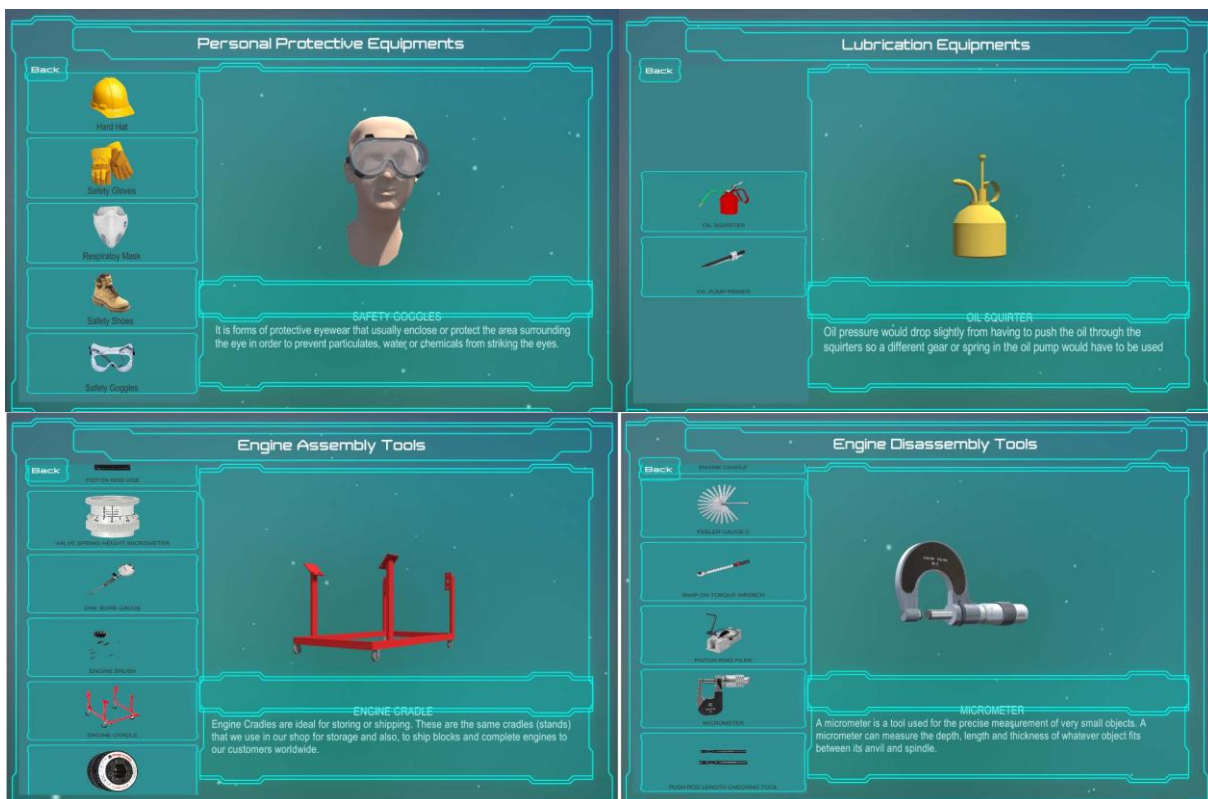 Personal Protective Equipments
Back
Hard Hat
Safety Gloves
Respiratoy Mask
Safety Shoes
Safety Goggles
SAFETY GOGGLES
It is forms of protective eyewear that usually enclose or protect the area surrounding
the eye in order to prevent particulates, water or chemicals from striking the eyes.
Lubrication Equipments
Back
OIL SQUIRTER
OIL PUMP PRIMER
OIL SQUIRTER
Oil pressure would drop slightly from having to push the oil through the
squirters so a different gear or spring in the oil pump would have to be used
Engine Assembly Tools
Back
PISTON ROD VISE
VALVE SPRING HEIGHT MICROMETER
DIAL BORE GAUGE
ENGINE BRUSH
ENGINE CRADLE
ENGINE CRADLE
Engine Cradles are ideal for storing or shipping. These are the same cradles (stands)
that we use in our shop for storage and also, to ship blocks and complete engines to
our customers worldwide.
Engine Disassembly Tools
Back
ENGINE CRADLE
FEELER GAUGE
SNAP-ON TORQUE WRENCH
PISTON RING FILER
MICROMETER
PUSH ROD LENGTH CHECKING TOOL
MICROMETER
A micrometer is a tool used for the precise measurement of very small objects. A
micrometer can measure the depth, length and thickness of whatever object fits
between its anvil and spindle.